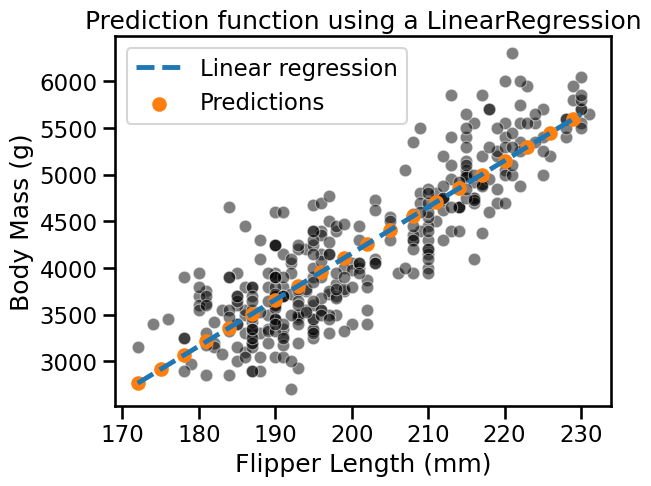 Prediction function using a LinearRegression
Linear regression
Predictions
Body Mass (g)
6000
5500
5000
4500
4000
3500
3000
170 180 190 200 210 220 230
Flipper Length (mm)